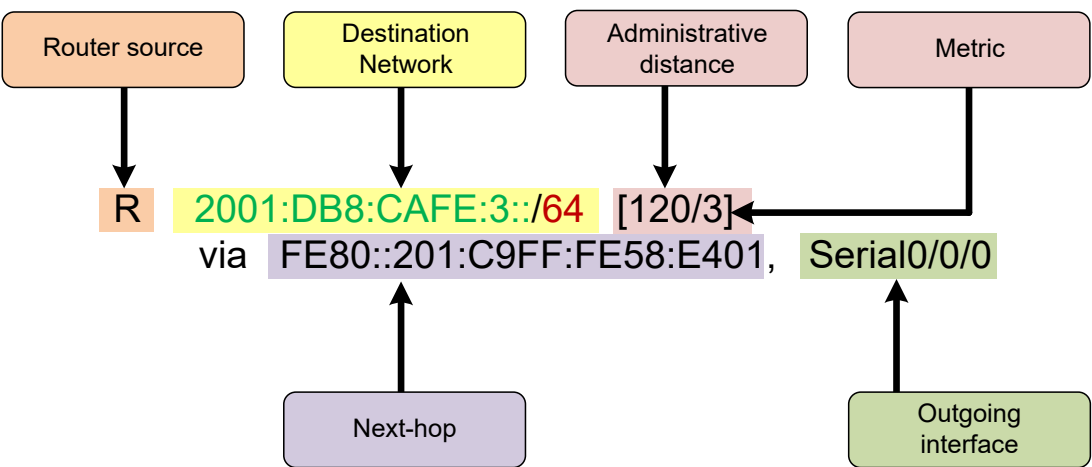 Router source
Destination
Network
Administrative
distance
Metric
R 2001:DB8:CAFE:3::/64 [120/3]
via FE80::201:C9FF:FE58:E401, Serial0/0/0
Next-hop
Outgoing
interface